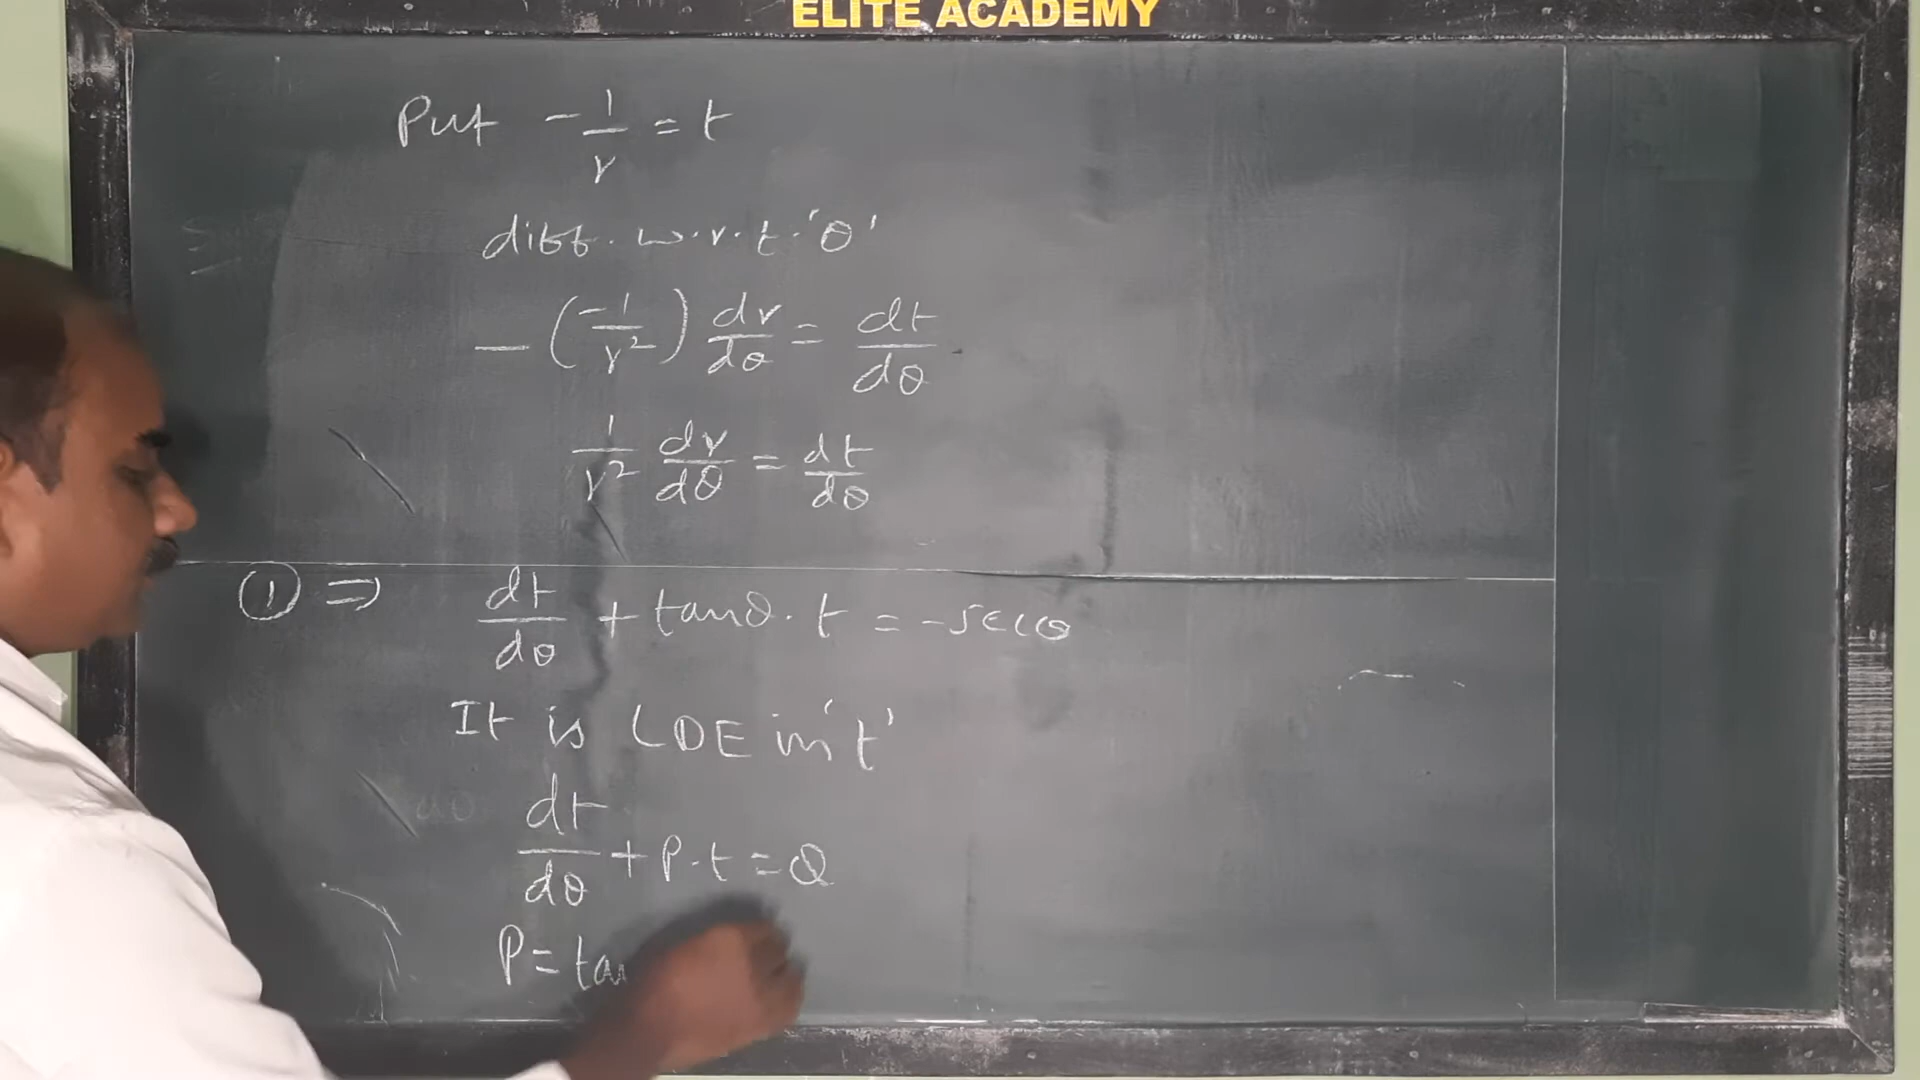 ELITE ACADEMY
Put -1/r = t
diff. w.r.t. 'θ'
-(-1/r²) dr/dθ = dt/dθ
1/r² dr/dθ = dt/dθ
① ⇒ dt/dθ + tanθ. t = -secθ
It is LDE in 't'
dt/dθ + P.t = Q
P = tan